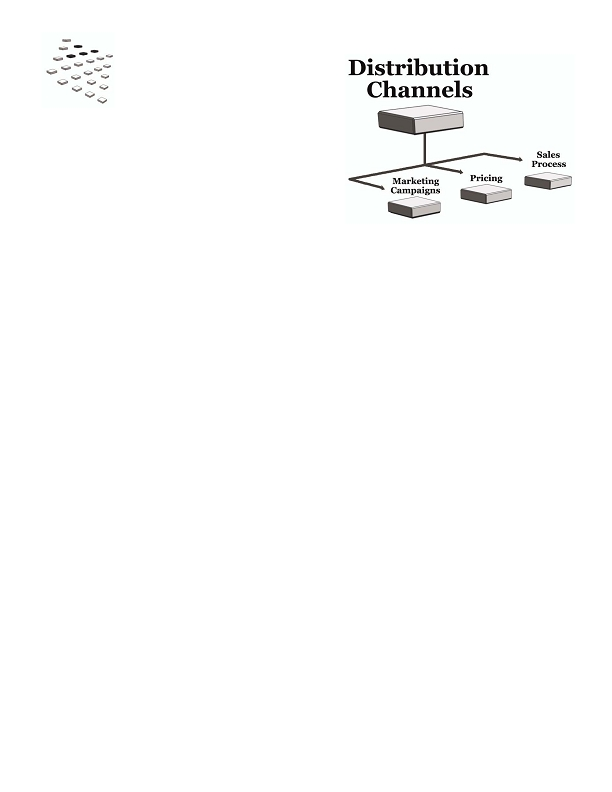 Distribution
Channels
Sales
Process
Pricing
Marketing
Campaigns